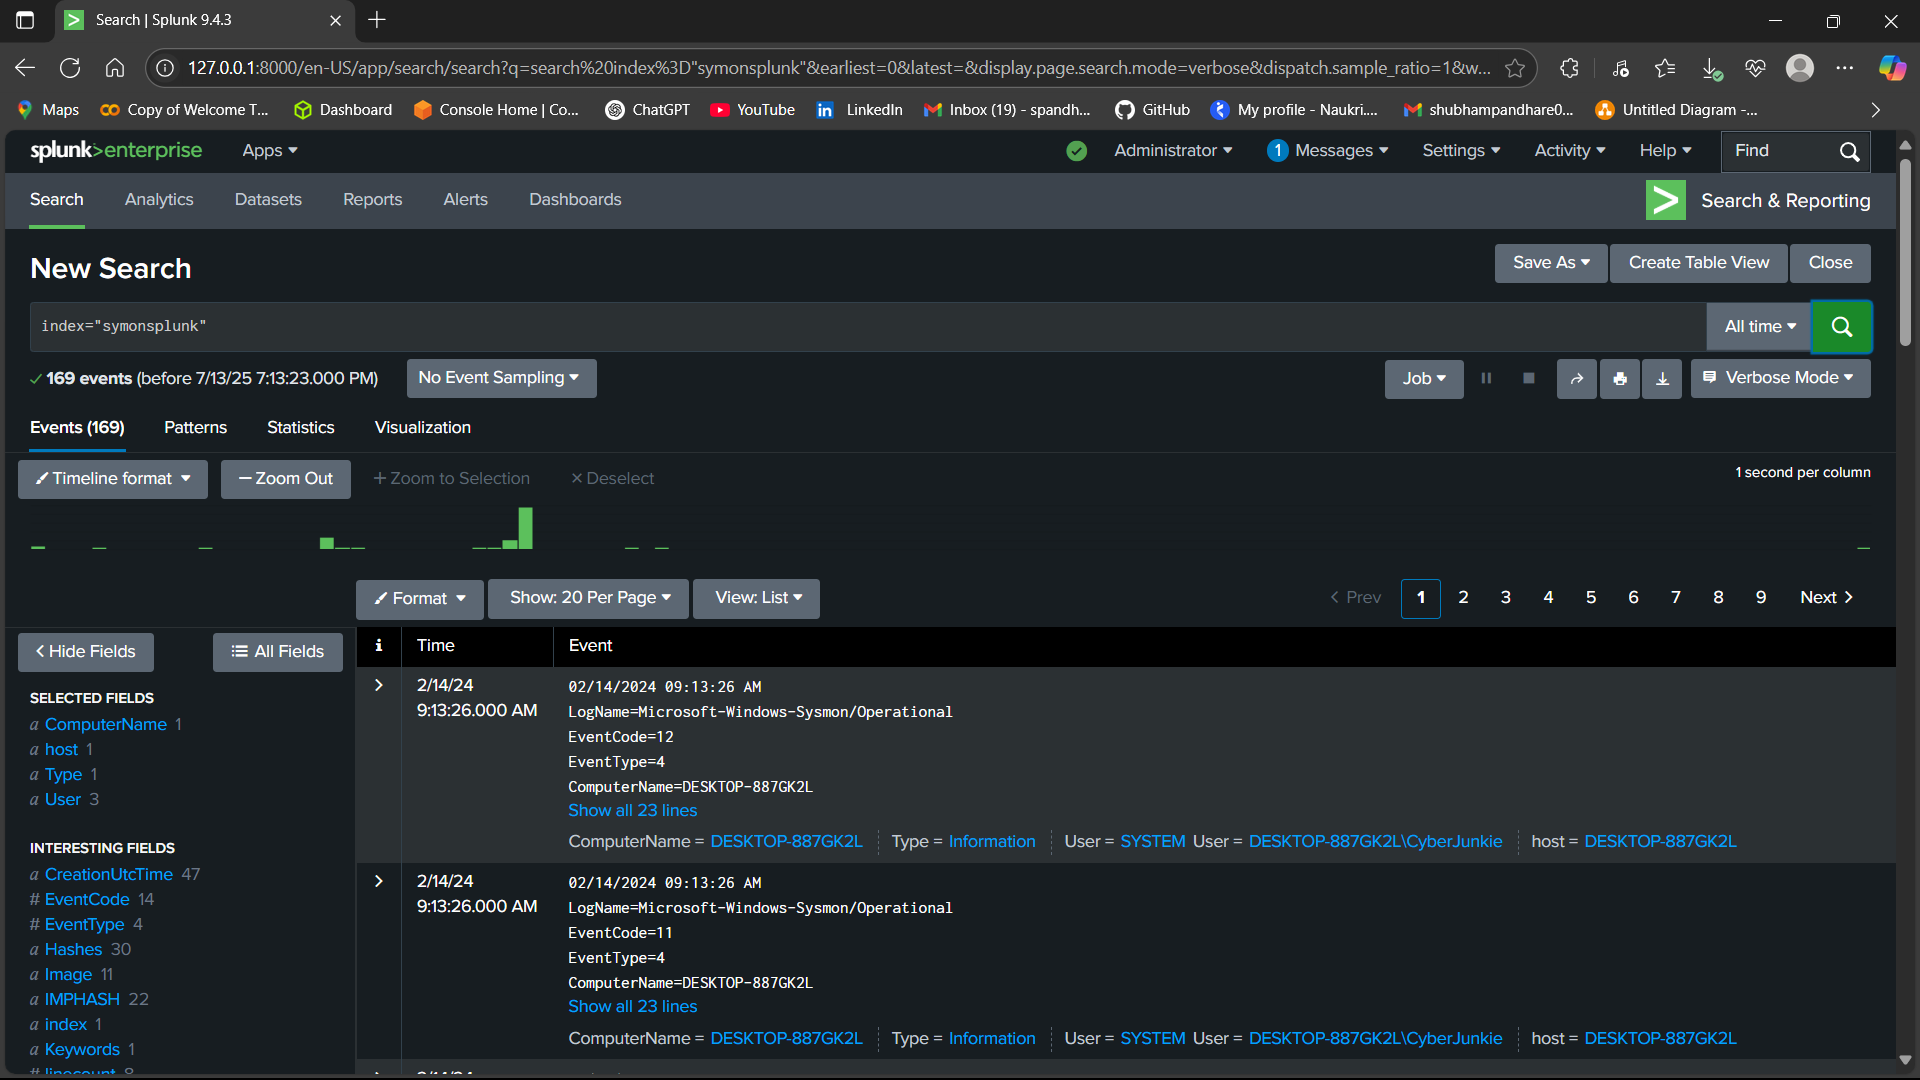 Search | Splunk 9.4.3
127.0.0.1:8000/en-US/app/search/search?q=search%20index%3D"symonsplunk"&earliest=0&latest=&display.page.search.mode=verbose&dispatch.sample_ratio=1&w...
Maps Copy of Welcome T... Dashboard Console Home | Co... ChatGPT YouTube LinkedIn Inbox (19) - spandh... GitHub My profile - Naukri.... shubhampandhare0... Untitled Diagram -...
splunk>enterprise Apps Administrator 1 Messages Settings Activity Help Find
Search Analytics Datasets Reports Alerts Dashboards Search & Reporting
New Search Save As Create Table View Close
index="symonsplunk" All time
169 events (before 7/13/25 7:13:23.000 PM) No Event Sampling Job Verbose Mode
Events (169) Patterns Statistics Visualization
Timeline format — Zoom Out + Zoom to Selection × Deselect 1 second per column
Format Show: 20 Per Page View: List < Prev 1 2 3 4 5 6 7 8 9 Next >
< Hide Fields All Fields
i Time Event
SELECTED FIELDS
a ComputerName 1
a host 1
a Type 1
a User 3
INTERESTING FIELDS
a CreationUtcTime 47
# EventCode 14
# EventType 4
a Hashes 30
a Image 11
a IMPHASH 22
a index 1
a Keywords 1
# linecount 8
2/14/24
9:13:26.000 AM
02/14/2024 09:13:26 AM
LogName=Microsoft-Windows-Sysmon/Operational
EventCode=12
EventType=4
ComputerName=DESKTOP-887GK2L
Show all 23 lines
ComputerName = DESKTOP-887GK2L Type = Information User = SYSTEM User = DESKTOP-887GK2L\CyberJunkie host = DESKTOP-887GK2L
2/14/24
9:13:26.000 AM
02/14/2024 09:13:26 AM
LogName=Microsoft-Windows-Sysmon/Operational
EventCode=11
EventType=4
ComputerName=DESKTOP-887GK2L
Show all 23 lines
ComputerName = DESKTOP-887GK2L Type = Information User = SYSTEM User = DESKTOP-887GK2L\CyberJunkie host = DESKTOP-887GK2L